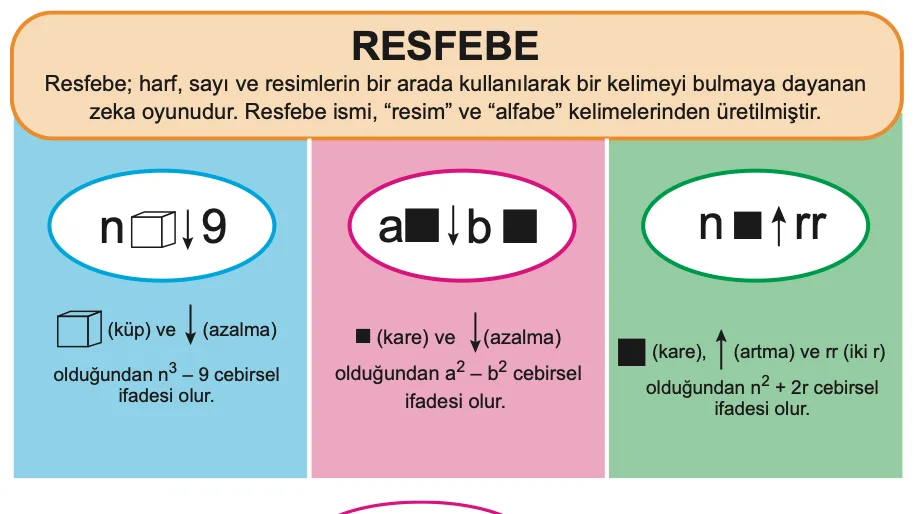 RESFEBE
Resfebe; harf, sayı ve resimlerin bir arada kullanılarak bir kelimeyi bulmaya dayanan
zeka oyunudur. Resfebe ismi, “resim” ve “alfabe” kelimelerinden üretilmiştir.
n ↓ 9
(küp) ve ↓ (azalma)
olduğundan n³ – 9 cebirsel
ifadesi olur.
a■ ↓ b ■
■ (kare) ve ↓ (azalma)
olduğundan a² – b² cebirsel
ifadesi olur.
n ■ ↑ rr
■ (kare), ↑ (artma) ve rr (iki r)
olduğundan n² + 2r cebirsel
ifadesi olur.